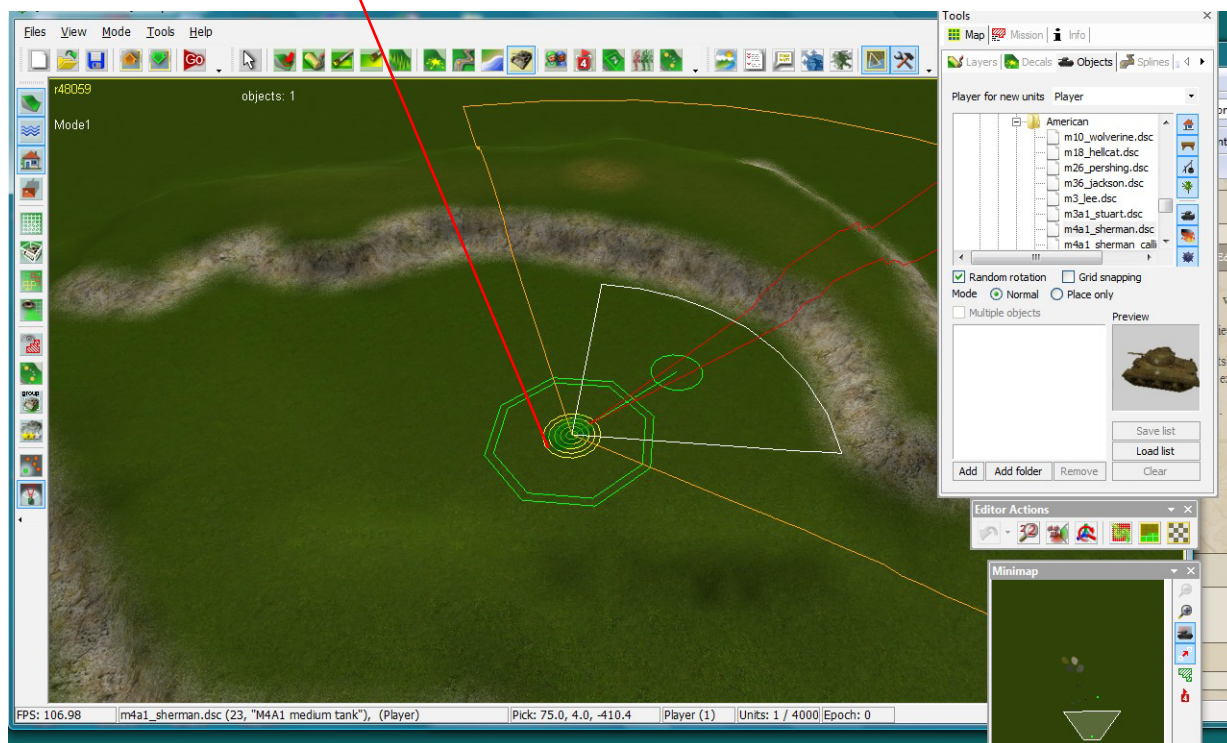 Tools
Files View Mode Tools Help
Map Mission Info
Layers Decals Objects Splines
r48059
objects: 1
Mode1
Player for new units Player
American
m10_wolverine.dsc
m18_hellcat.dsc
m26_pershing.dsc
m36_jackson.dsc
m3_lee.dsc
m3a1_stuart.dsc
m4a1_sherman.dsc
m4a1_sherman_calli
Random rotation Grid snapping
Mode Normal Place only
Multiple objects
Preview
group
Save list
Load list
Add Add folder Remove Clear
Editor Actions
Minimap
FPS: 106.98 m4a1_sherman.dsc (23, "M4A1 medium tank"), (Player) Pick: 75.0, 4.0, -410.4 Player (1) Units: 1 / 4000 Epoch: 0